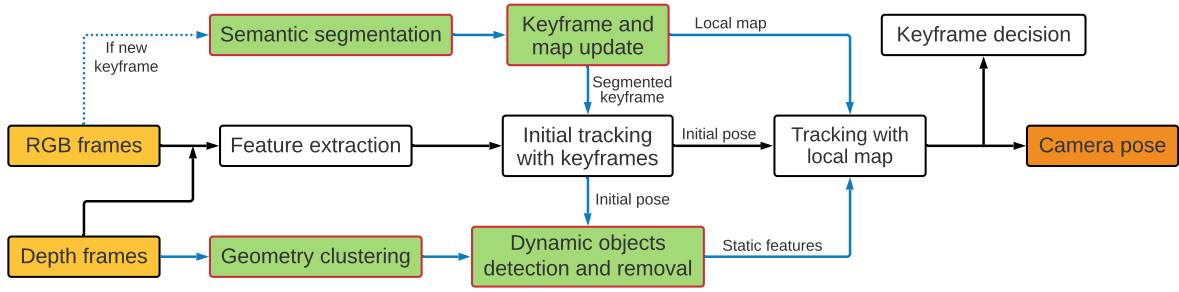 Semantic segmentation
Keyframe and
map update
Local map
Keyframe decision
If new
keyframe
Segmented
keyframe
RGB frames
Feature extraction
Initial tracking
with keyframes
Initial pose
Tracking with
local map
Camera pose
Initial pose
Depth frames
Geometry clustering
Dynamic objects
detection and removal
Static features